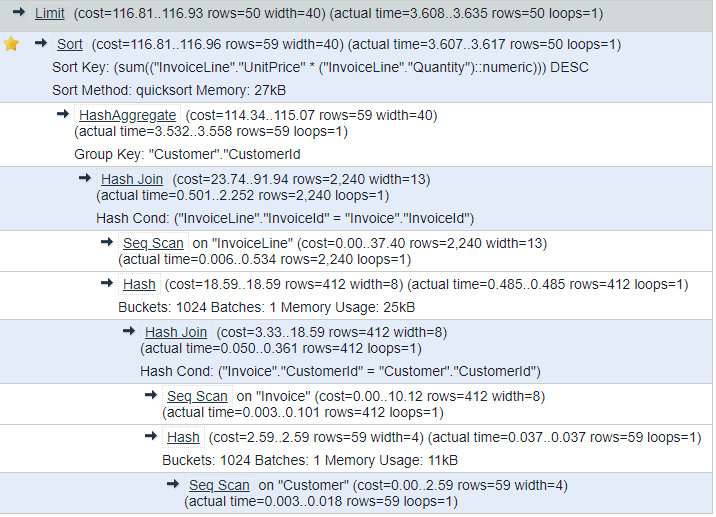 Limit (cost=116.81..116.93 rows=50 width=40) (actual time=3.608..3.635 rows=50 loops=1)
Sort (cost=116.81..116.96 rows=59 width=40) (actual time=3.607..3.617 rows=50 loops=1)
Sort Key: (sum(("InvoiceLine"."UnitPrice" * ("InvoiceLine"."Quantity")::numeric))) DESC
Sort Method: quicksort Memory: 27kB
HashAggregate (cost=114.34..115.07 rows=59 width=40)
(actual time=3.532..3.558 rows=59 loops=1)
Group Key: "Customer"."CustomerId
Hash Join (cost=23.74..91.94 rows=2,240 width=13)
(actual time=0.501..2.252 rows=2,240 loops=1)
Hash Cond: ("InvoiceLine"."InvoiceId" = "Invoice"."InvoiceId")
Seq Scan on "InvoiceLine" (cost=0.00..37.40 rows=2,240 width=13)
(actual time=0.006..0.534 rows=2,240 loops=1)
Hash (cost=18.59..18.59 rows=412 width=8) (actual time=0.485..0.485 rows=412 loops=1)
Buckets: 1024 Batches: 1 Memory Usage: 25kB
Hash Join (cost=3.33..18.59 rows=412 width=8)
(actual time=0.050..0.361 rows=412 loops=1)
Hash Cond: ("Invoice"."CustomerId" = "Customer"."CustomerId")
Seq Scan on "Invoice" (cost=0.00..10.12 rows=412 width=8)
(actual time=0.003..0.101 rows=412 loops=1)
Hash (cost=2.59..2.59 rows=59 width=4) (actual time=0.037..0.037 rows=59 loops=1)
Buckets: 1024 Batches: 1 Memory Usage: 11kB
Seq Scan on "Customer" (cost=0.00..2.59 rows=59 width=4)
(actual time=0.003..0.018 rows=59 loops=1)